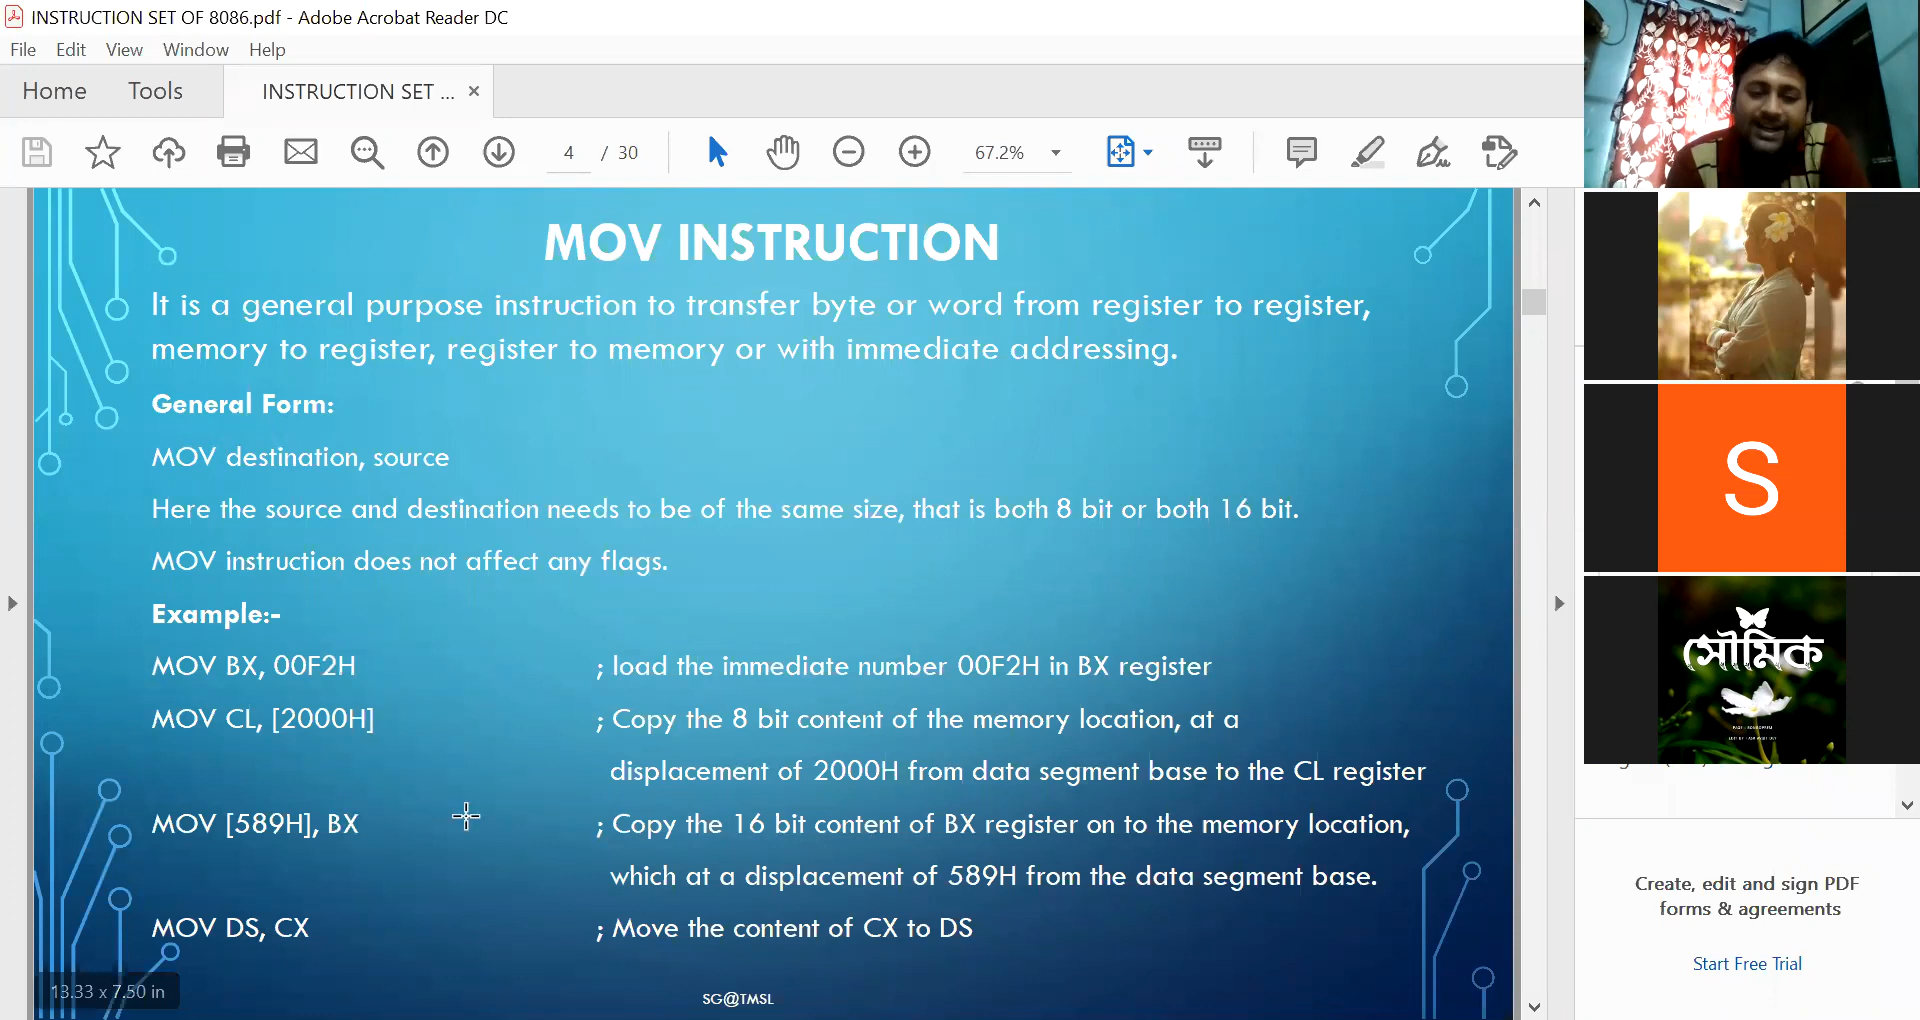 INSTRUCTION SET OF 8086.pdf - Adobe Acrobat Reader DC
File Edit View Window Help
Home Tools INSTRUCTION SET ... ×
4 / 30 67.2%
MOV INSTRUCTION
It is a general purpose instruction to transfer byte or word from register to register,
memory to register, register to memory or with immediate addressing.
General Form:
MOV destination, source
Here the source and destination needs to be of the same size, that is both 8 bit or both 16 bit.
MOV instruction does not affect any flags.
Example:-
MOV BX, 00F2H ; load the immediate number 00F2H in BX register
MOV CL, [2000H] ; Copy the 8 bit content of the memory location, at a
displacement of 2000H from data segment base to the CL register
MOV [589H], BX ; Copy the 16 bit content of BX register on to the memory location,
which at a displacement of 589H from the data segment base.
MOV DS, CX ; Move the content of CX to DS
13.33 x 7.50 in
SG@TMSL
S
সৌমিক
Create, edit and sign PDF
forms & agreements
Start Free Trial